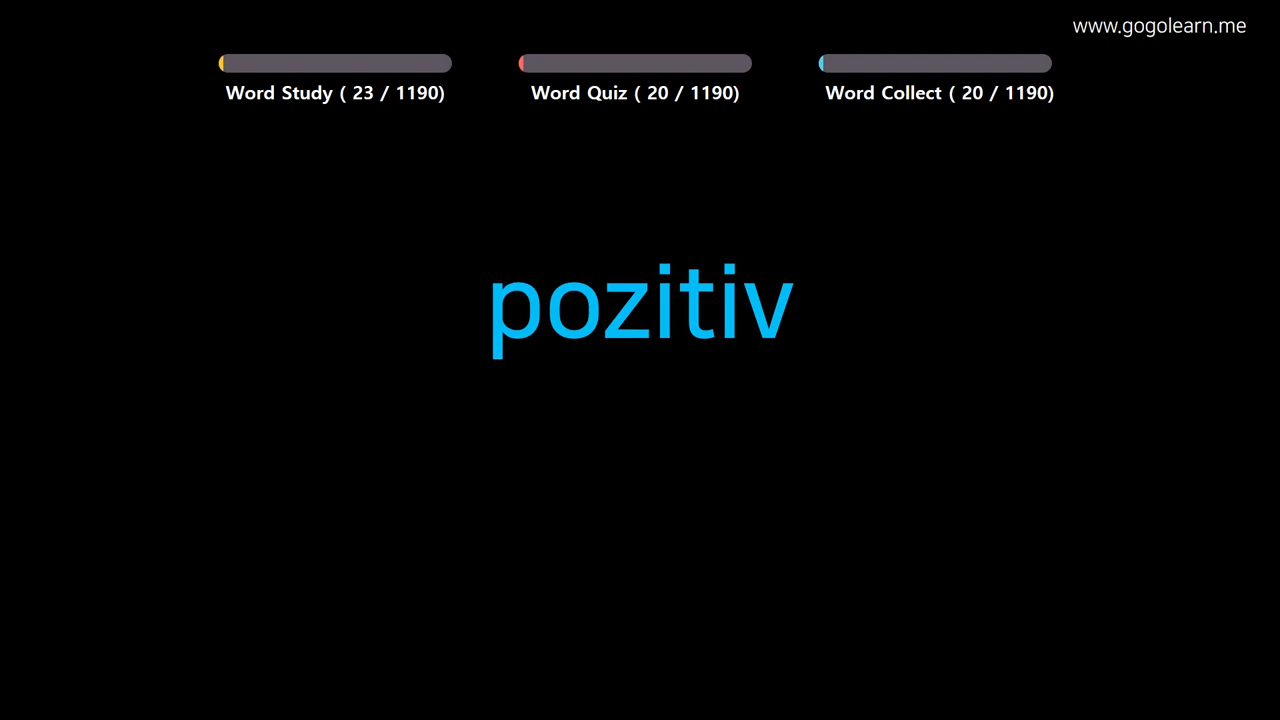 www.gogolearn.me
Word Study ( 23 / 1190)
Word Quiz ( 20 / 1190)
Word Collect ( 20 / 1190)
pozitiv